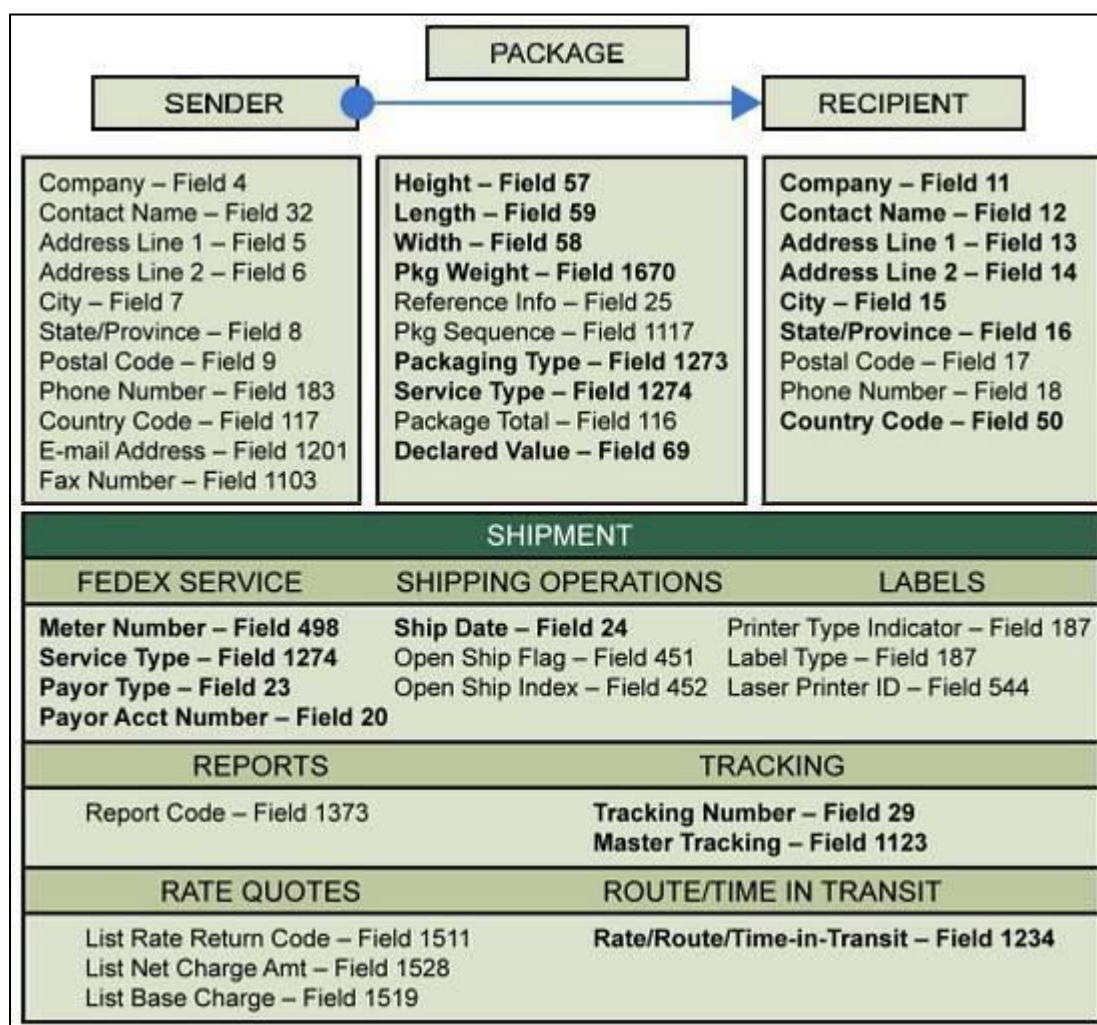 PACKAGE
SENDER
RECIPIENT
Company – Field 4
Contact Name – Field 32
Address Line 1 – Field 5
Address Line 2 – Field 6
City – Field 7
State/Province – Field 8
Postal Code – Field 9
Phone Number – Field 183
Country Code – Field 117
E-mail Address – Field 1201
Fax Number – Field 1103
Height – Field 57
Length – Field 59
Width – Field 58
Pkg Weight – Field 1670
Reference Info – Field 25
Pkg Sequence – Field 1117
Packaging Type – Field 1273
Service Type – Field 1274
Package Total – Field 116
Declared Value – Field 69
Company – Field 11
Contact Name – Field 12
Address Line 1 – Field 13
Address Line 2 – Field 14
City – Field 15
State/Province – Field 16
Postal Code – Field 17
Phone Number – Field 18
Country Code – Field 50
SHIPMENT
FEDEX SERVICE
Meter Number – Field 498
Service Type – Field 1274
Payor Type – Field 23
Payor Acct Number – Field 20
SHIPPING OPERATIONS
Ship Date – Field 24
Open Ship Flag – Field 451
Open Ship Index – Field 452
LABELS
Printer Type Indicator – Field 187
Label Type – Field 187
Laser Printer ID – Field 544
REPORTS
Report Code – Field 1373
TRACKING
Tracking Number – Field 29
Master Tracking – Field 1123
RATE QUOTES
List Rate Return Code – Field 1511
List Net Charge Amt – Field 1528
List Base Charge – Field 1519
ROUTE/TIME IN TRANSIT
Rate/Route/Time-in-Transit – Field 1234